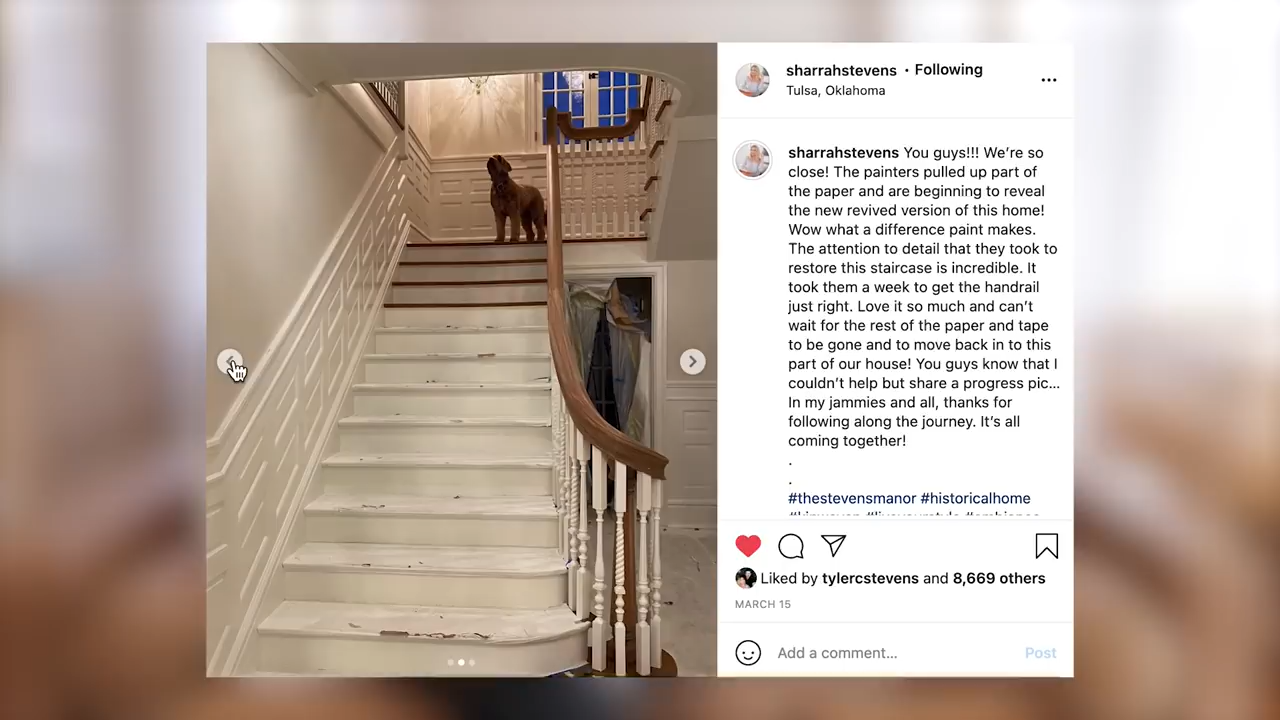 sharrahstevens • Following
Tulsa, Oklahoma
sharrahstevens You guys!!! We’re so
close! The painters pulled up part of
the paper and are beginning to reveal
the new revived version of this home!
Wow what a difference paint makes.
The attention to detail that they took to
restore this staircase is incredible. It
took them a week to get the handrail
just right. Love it so much and can’t
wait for the rest of the paper and tape
to be gone and to move back in to this
part of our house! You guys know that I
couldn’t help but share a progress pic...
In my jammies and all, thanks for
following along the journey. It’s all
coming together!
.
.
#thestevensmanor #historicalhome
Liked by tylercstevens and 8,669 others
MARCH 15
Add a comment...
Post